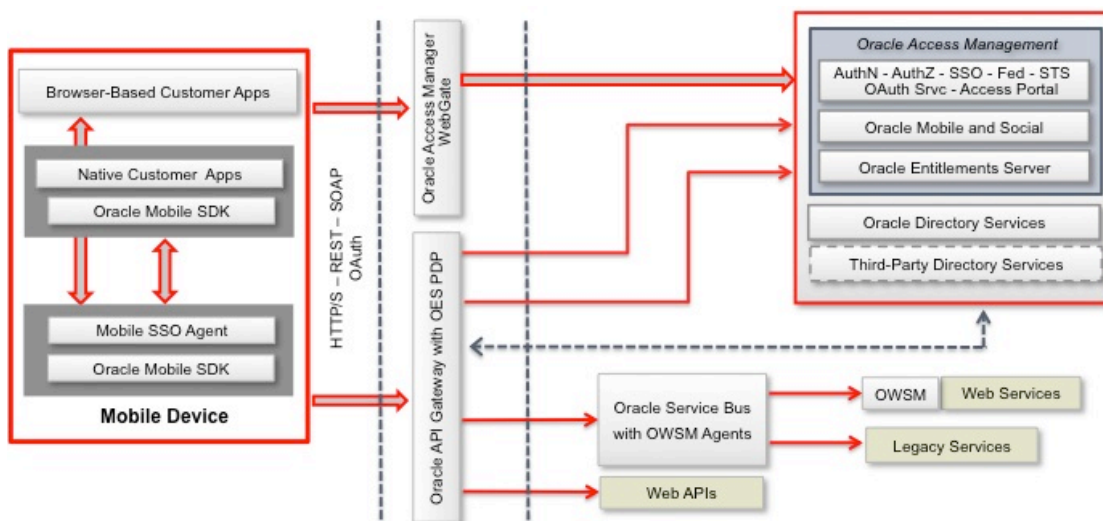 Browser-Based Customer Apps
Native Customer Apps
Oracle Mobile SDK
Mobile SSO Agent
Oracle Mobile SDK
Mobile Device
HTTP/S – REST – SOAP
OAuth
Oracle Access Manager
WebGate
Oracle API Gateway with OES PDP
Oracle Access Management
AuthN - AuthZ - SSO - Fed - STS
OAuth Srvc - Access Portal
Oracle Mobile and Social
Oracle Entitlements Server
Oracle Directory Services
Third-Party Directory Services
Oracle Service Bus
with OWSM Agents
OWSM
Web Services
Legacy Services
Web APIs